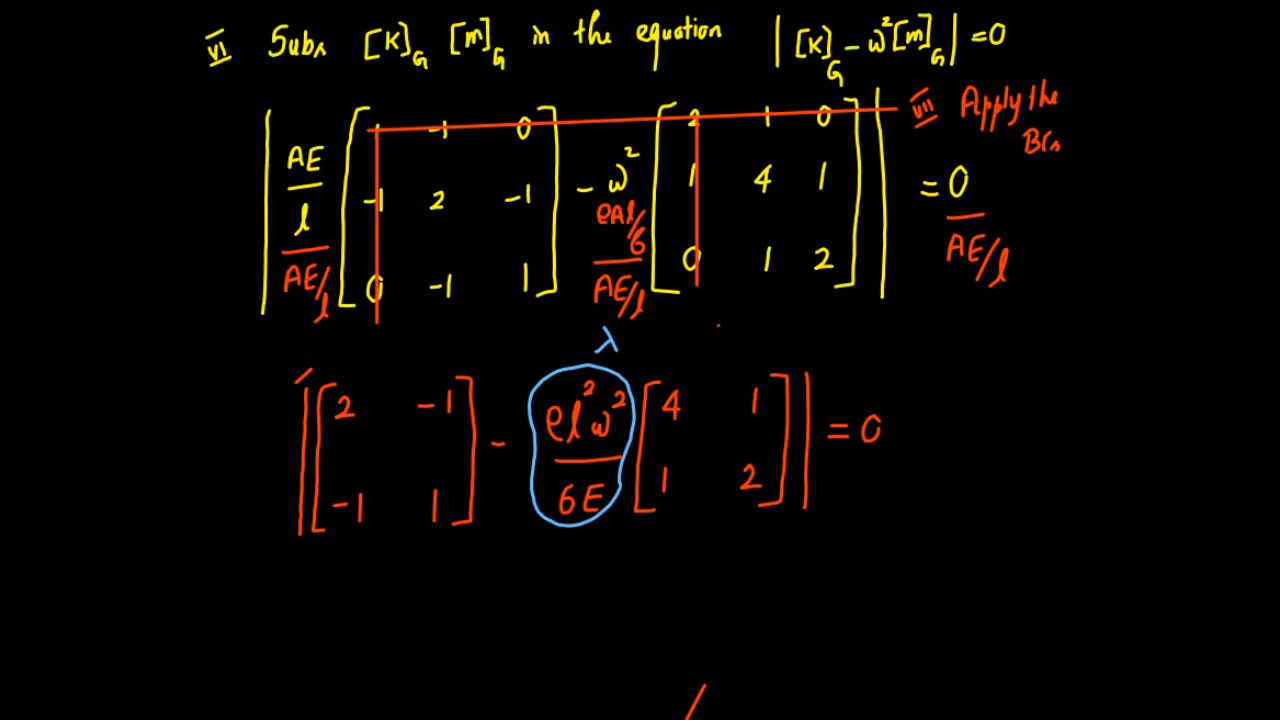 VI Subs [K]G [m]G in the equation |[K]G - ω²[m]G| = 0
VII Apply the
BCs
| AE/l / AE/l [1 -1 0 - ω² ρAl/6 / AE/l [2 1 0
-1 2 -1 1 4 1 = 0 / AE/l
0 -1 1] 0 1 2] |
λ
|[2 -1 - ρl²ω²/6E [4 1 = 0
-1 1] 1 2]|